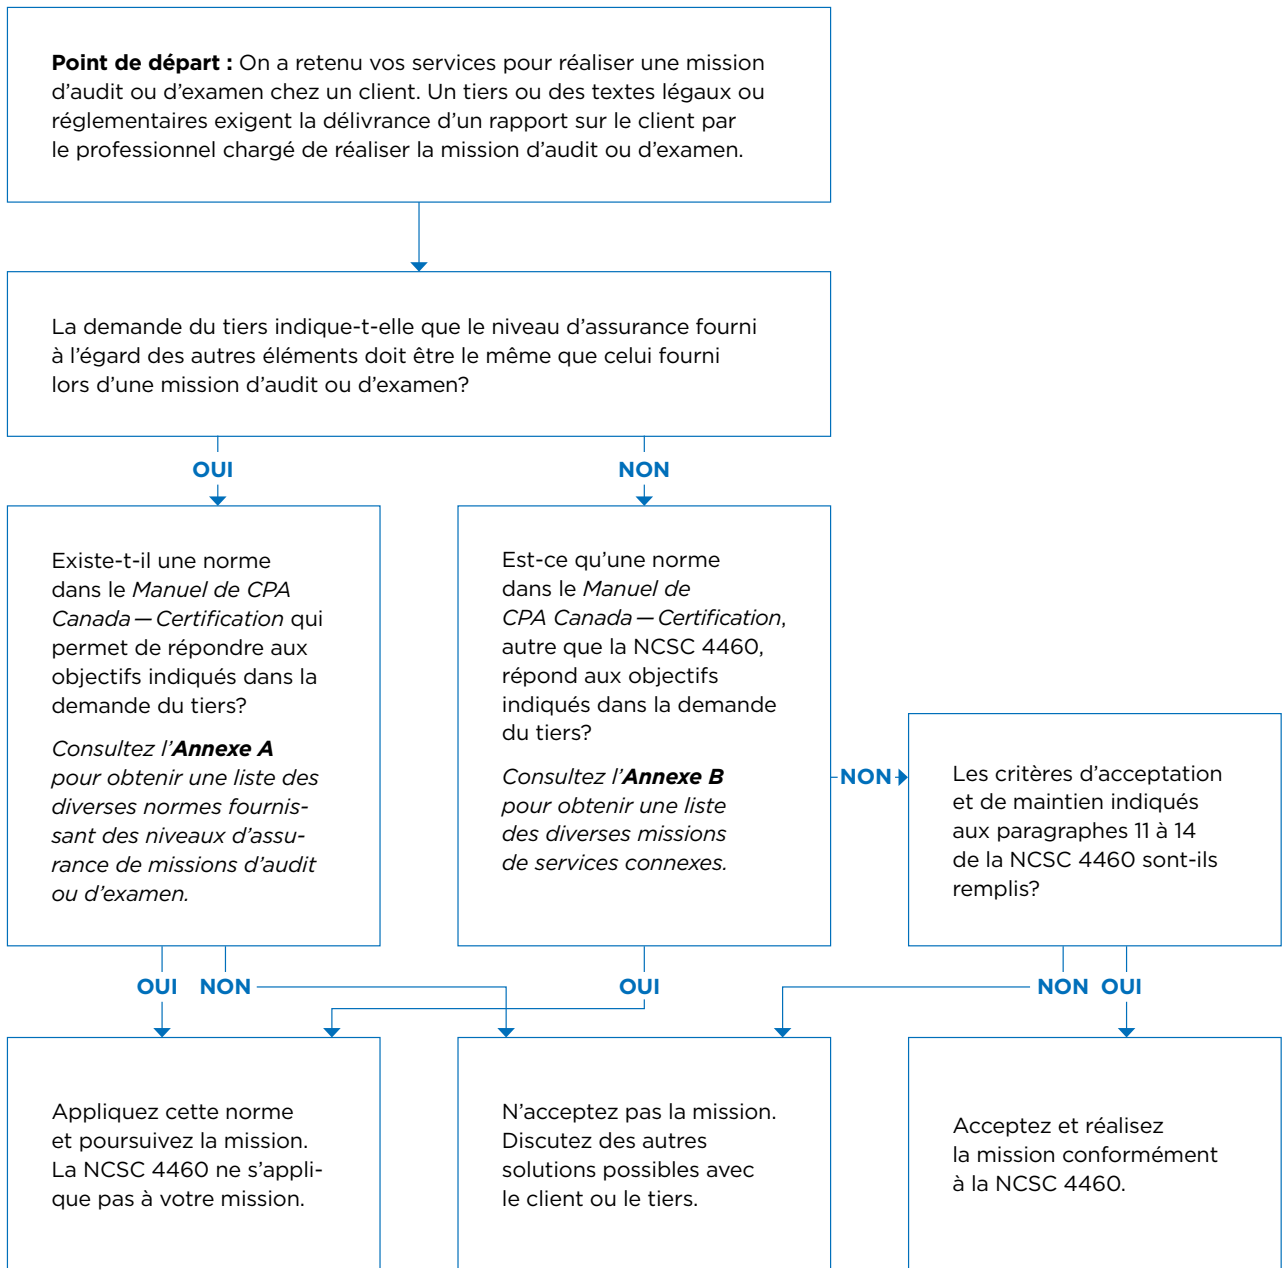 Point de départ : On a retenu vos services pour réaliser une mission
d'audit ou d'examen chez un client. Un tiers ou des textes légaux ou
réglementaires exigent la délivrance d'un rapport sur le client par
le professionnel chargé de réaliser la mission d'audit ou d'examen.
La demande du tiers indique-t-elle que le niveau d'assurance fourni
à l'égard des autres éléments doit être le même que celui fourni
lors d'une mission d'audit ou d'examen?
OUI
NON
Existe-t-il une norme
dans le Manuel de CPA
Canada — Certification qui
permet de répondre aux
objectifs indiqués dans la
demande du tiers?
Consultez l'Annexe A
pour obtenir une liste des
diverses normes fournis-
sant des niveaux d'assu-
rance de missions d'audit
ou d'examen.
Est-ce qu'une norme
dans le Manuel de
CPA Canada — Certification,
autre que la NCSC 4460,
répond aux objectifs
indiqués dans la demande
du tiers?
Consultez l'Annexe B
pour obtenir une liste
des diverses missions
de services connexes.
NON
Les critères d'acceptation
et de maintien indiqués
aux paragraphes 11 à 14
de la NCSC 4460 sont-ils
remplis?
OUI NON
OUI
NON OUI
Appliquez cette norme
et poursuivez la mission.
La NCSC 4460 ne s'appli-
que pas à votre mission.
N'acceptez pas la mission.
Discutez des autres
solutions possibles avec
le client ou le tiers.
Acceptez et réalisez
la mission conformément
à la NCSC 4460.